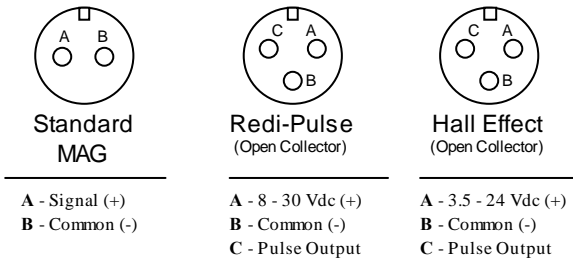 A B
Standard
MAG
A - Signal (+)
B - Common (-)
C A
B
Redi-Pulse
(Open Collector)
A - 8 - 30 Vdc (+)
B - Common (-)
C - Pulse Output
C A
B
Hall Effect
(Open Collector)
A - 3.5 - 24 Vdc (+)
B - Common (-)
C - Pulse Output